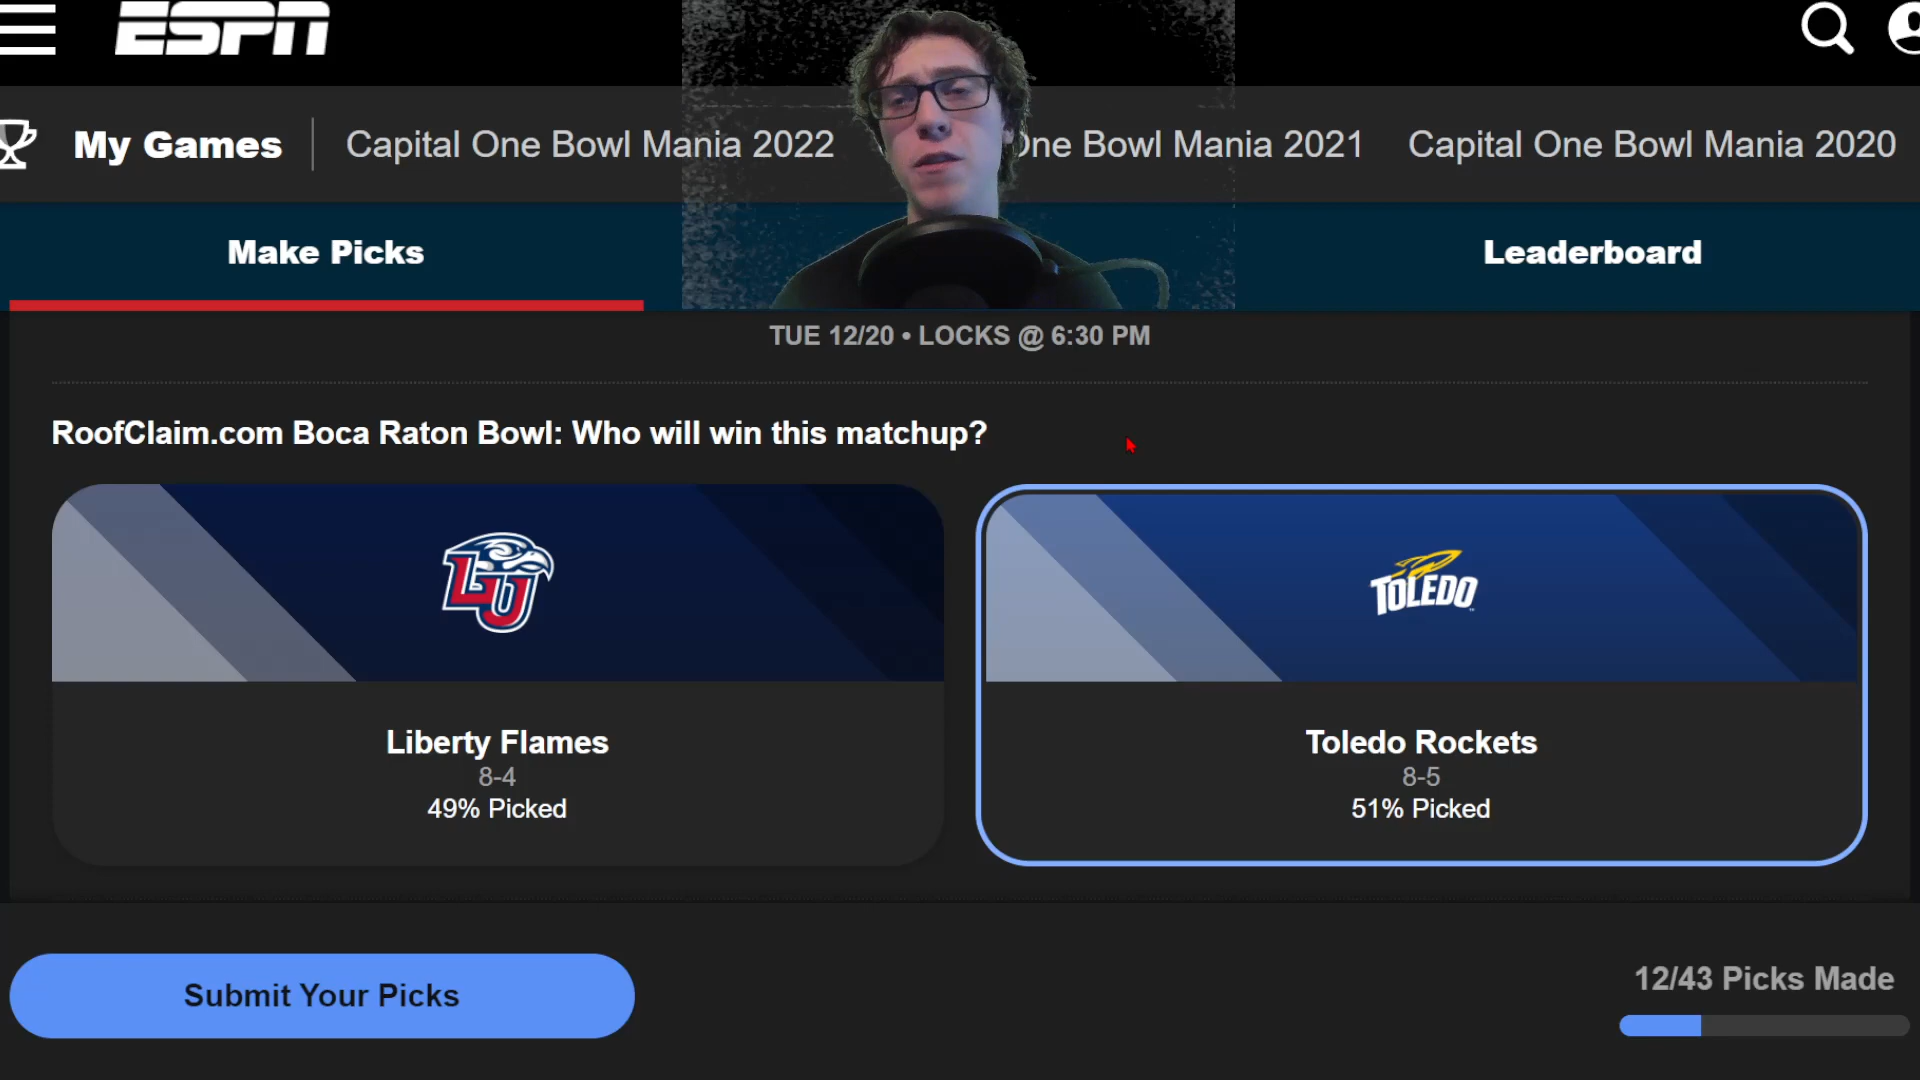 ESPN
My Games
Capital One Bowl Mania 2022
One Bowl Mania 2021
Capital One Bowl Mania 2020
Make Picks
Leaderboard
TUE 12/20 • LOCKS @ 6:30 PM
RoofClaim.com Boca Raton Bowl: Who will win this matchup?
LU
TOLEDO
Liberty Flames
8-4
49% Picked
Toledo Rockets
8-5
51% Picked
Submit Your Picks
12/43 Picks Made